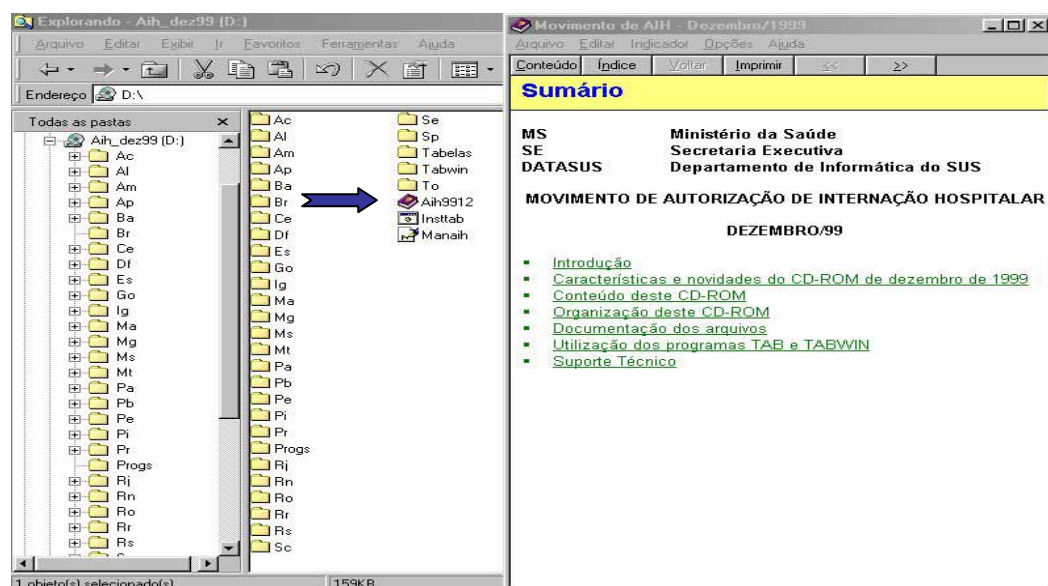 Explorando - Aih_dez99 (D:)
Arquivo Editar Exibir Ir Favoritos Ferramentas Ajuda
Endereço D:\
Todas as pastas
Aih_dez99 (D:)
Ac
Al
Am
Ap
Ba
Br
Ce
Df
Es
Go
Ig
Ma
Mg
Ms
Mt
Pa
Pb
Pe
Pi
Pr
Progs
Rj
Rn
Ro
Rr
Rs
Ac
Al
Am
Ap
Ba
Br
Ce
Df
Es
Go
Ig
Ma
Mg
Ms
Mt
Pa
Pb
Pe
Pi
Pr
Progs
Rj
Rn
Ro
Rr
Rs
Sc
Se
Sp
Tabelas
Tabwin
To
Aih9912
Insttab
Manaih
1 objeto(s) selecionado(s) 159KB
Movimento de AIH - Dezembro/1999
Arquivo Editar Indicador Opções Ajuda
Conteúdo Índice Voltar Imprimir << >>
Sumário
MS Ministério da Saúde
SE Secretaria Executiva
DATASUS Departamento de Informática do SUS
MOVIMENTO DE AUTORIZAÇÃO DE INTERNAÇÃO HOSPITALAR
DEZEMBRO/99
Introdução
Características e novidades do CD-ROM de dezembro de 1999
Conteúdo deste CD-ROM
Organização deste CD-ROM
Documentação dos arquivos
Utilização dos programas TAB e TABWIN
Suporte Técnico